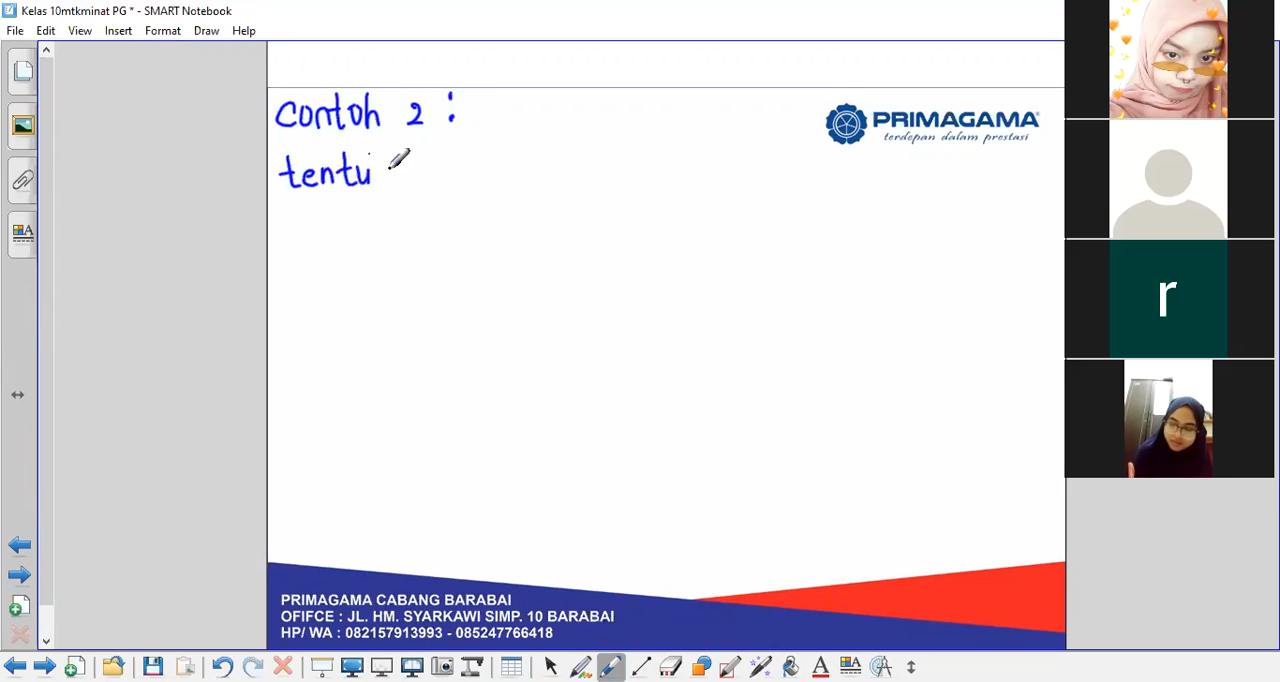 Kelas 10mtkminat PG * - SMART Notebook
File Edit View Insert Format Draw Help
Contoh 2 :
tentu
PRIMAGAMA
terdepan dalam prestasi
r
PRIMAGAMA CABANG BARABAI
OFIFCE : JL. HM. SYARKAWI SIMP. 10 BARABAI
HP/ WA : 082157913993 - 085247766418